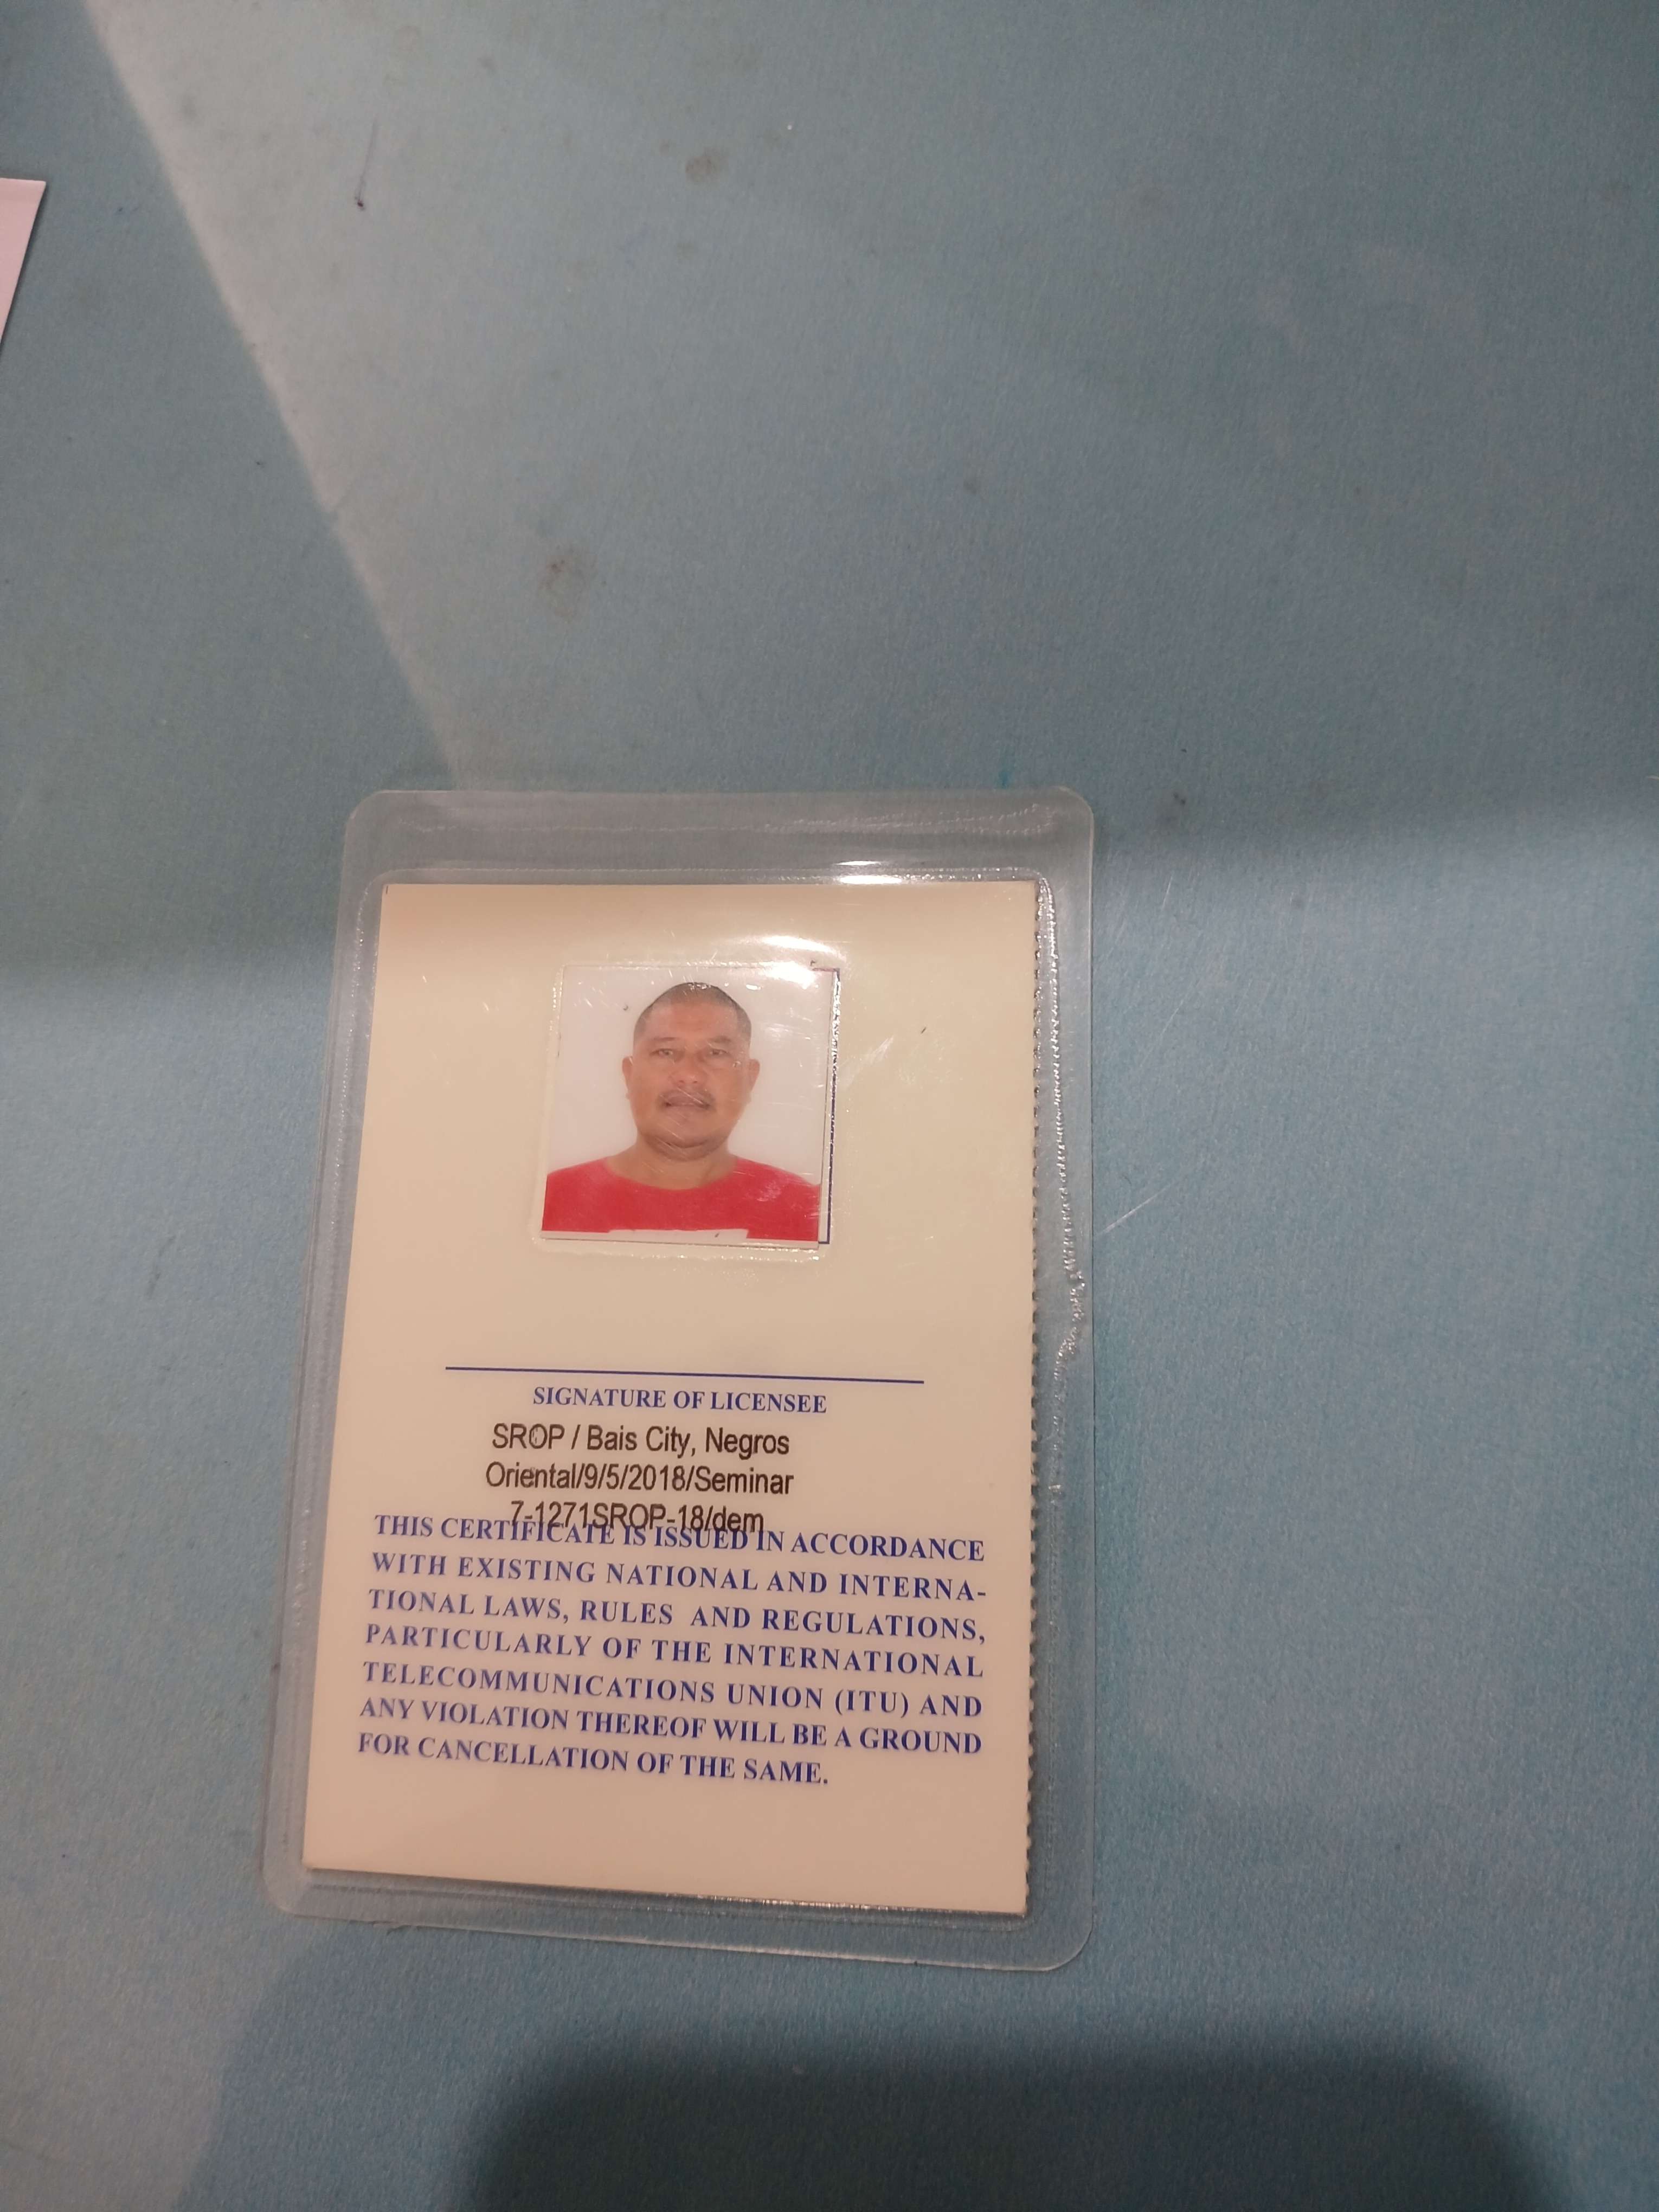 SIGNATURE OF LICENSEE
SROP / Bais City, Negros
Oriental/9/5/2018/Seminar
7-1271SROP-18/dem
THIS CERTIFICATE IS ISSUED IN ACCORDANCE
WITH EXISTING NATIONAL AND INTERNA-
TIONAL LAWS, RULES AND REGULATIONS,
PARTICULARLY OF THE INTERNATIONAL
TELECOMMUNICATIONS UNION (ITU) AND
ANY VIOLATION THEREOF WILL BE A GROUND
FOR CANCELLATION OF THE SAME.